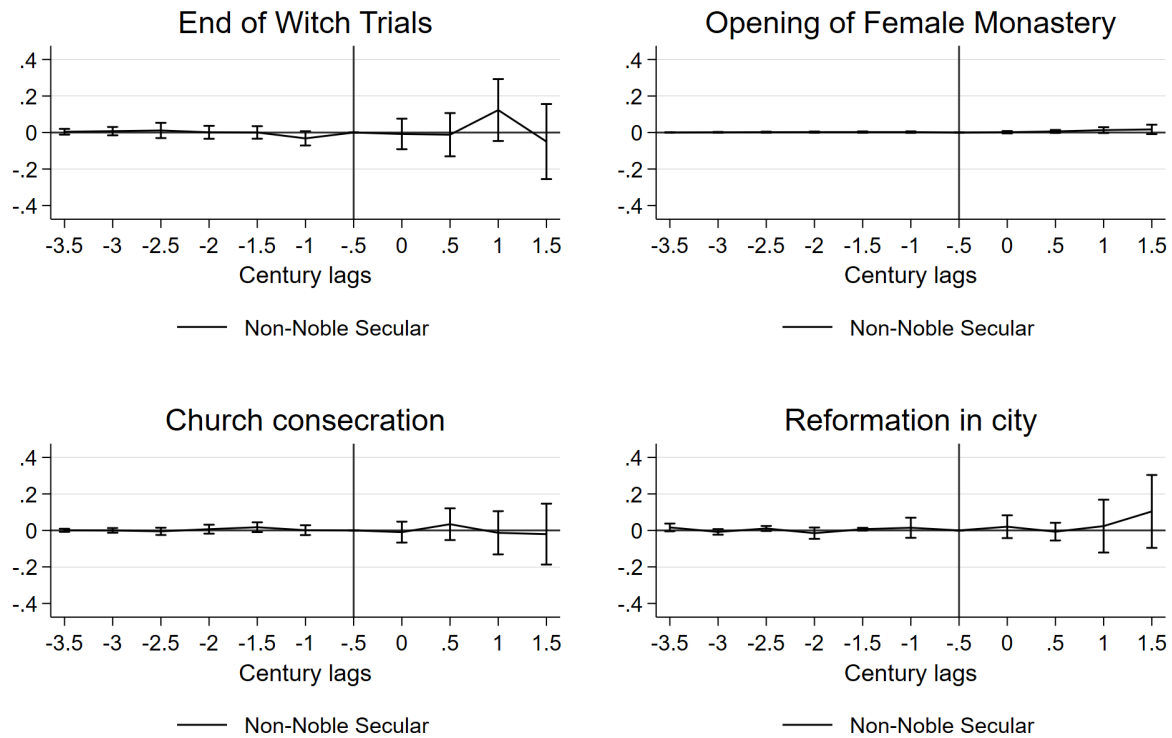 End of Witch Trials
.4
.2
0
-.2
-.4
-3.5 -3 -2.5 -2 -1.5 -1 -.5 0 .5 1 1.5
Century lags
Non-Noble Secular
Opening of Female Monastery
.4
.2
0
-.2
-.4
-3.5 -3 -2.5 -2 -1.5 -1 -.5 0 .5 1 1.5
Century lags
Non-Noble Secular
Church consecration
.4
.2
0
-.2
-.4
-3.5 -3 -2.5 -2 -1.5 -1 -.5 0 .5 1 1.5
Century lags
Non-Noble Secular
Reformation in city
.4
.2
0
-.2
-.4
-3.5 -3 -2.5 -2 -1.5 -1 -.5 0 .5 1 1.5
Century lags
Non-Noble Secular